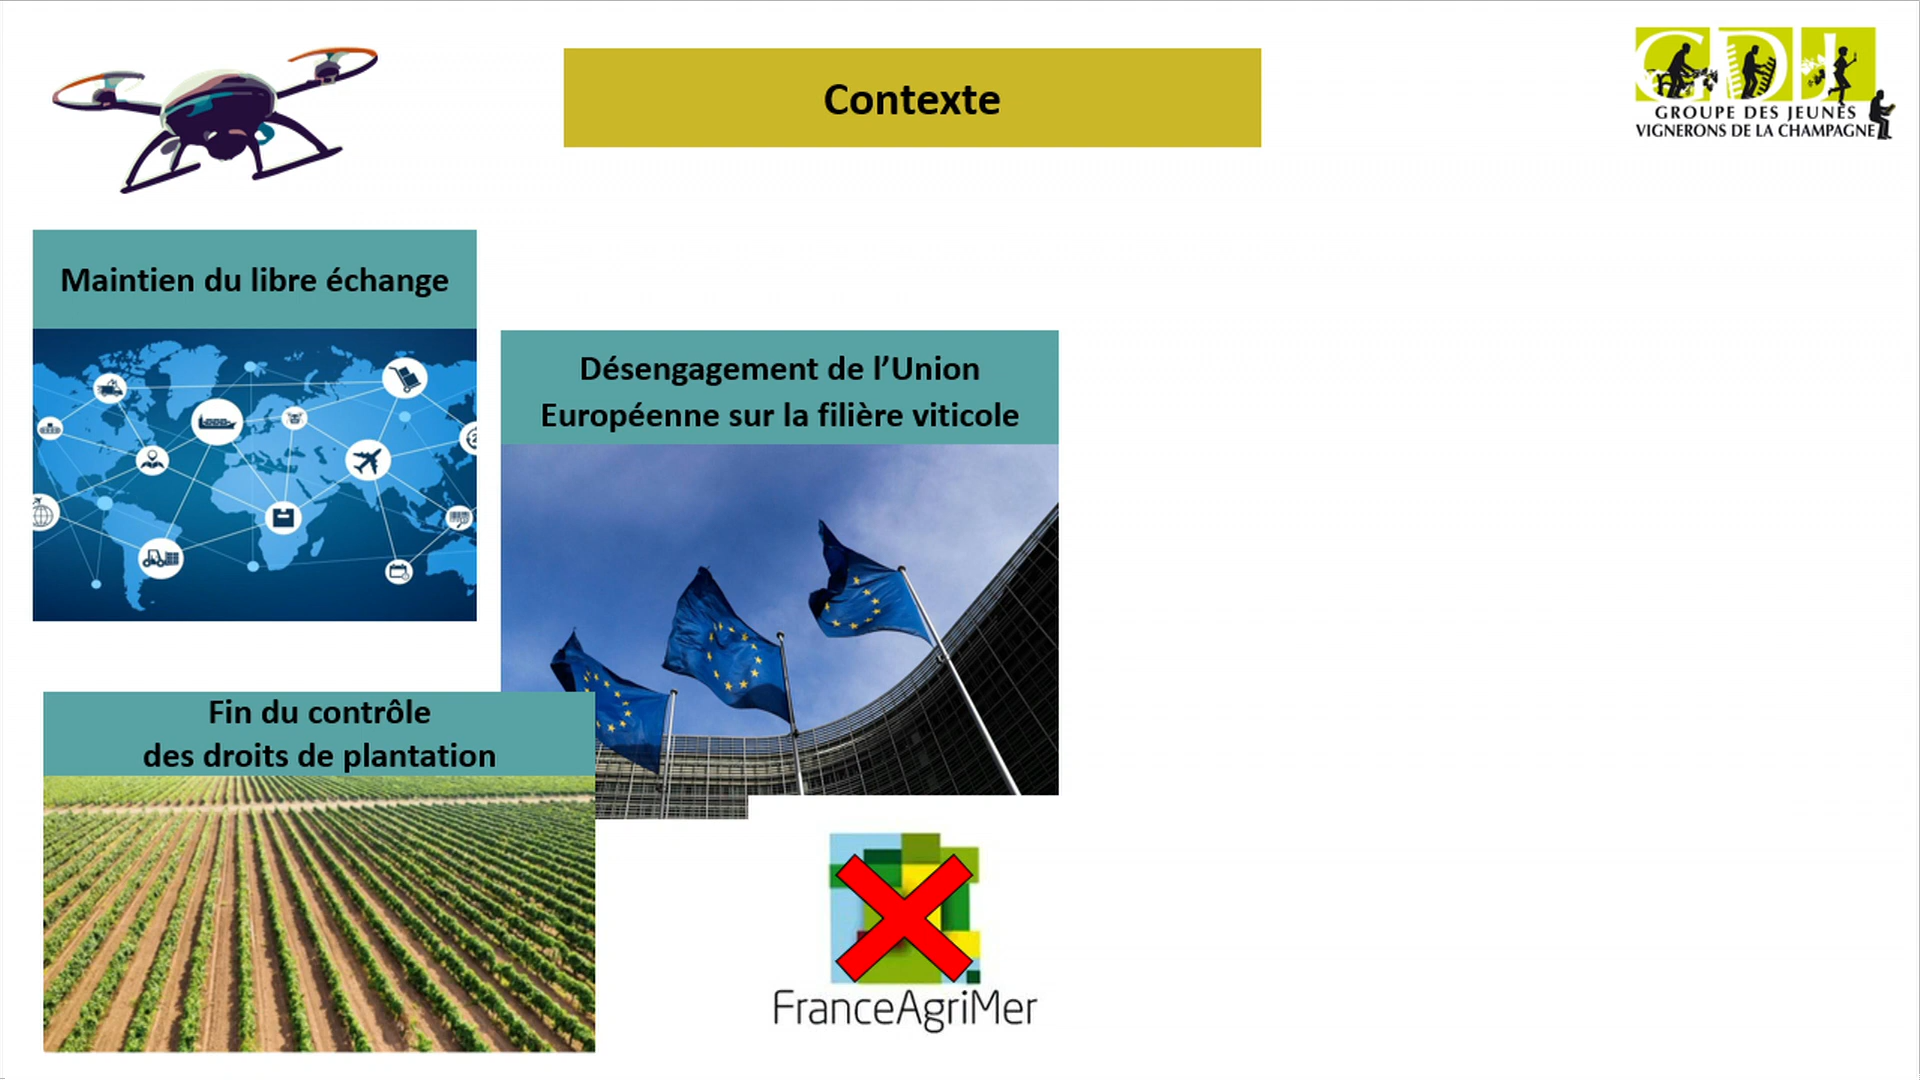 Contexte
GDJ
GROUPE DES JEUNES
VIGNERONS DE LA CHAMPAGNE
Maintien du libre échange
Désengagement de l’Union
Européenne sur la filière viticole
Fin du contrôle
des droits de plantation
FranceAgriMer